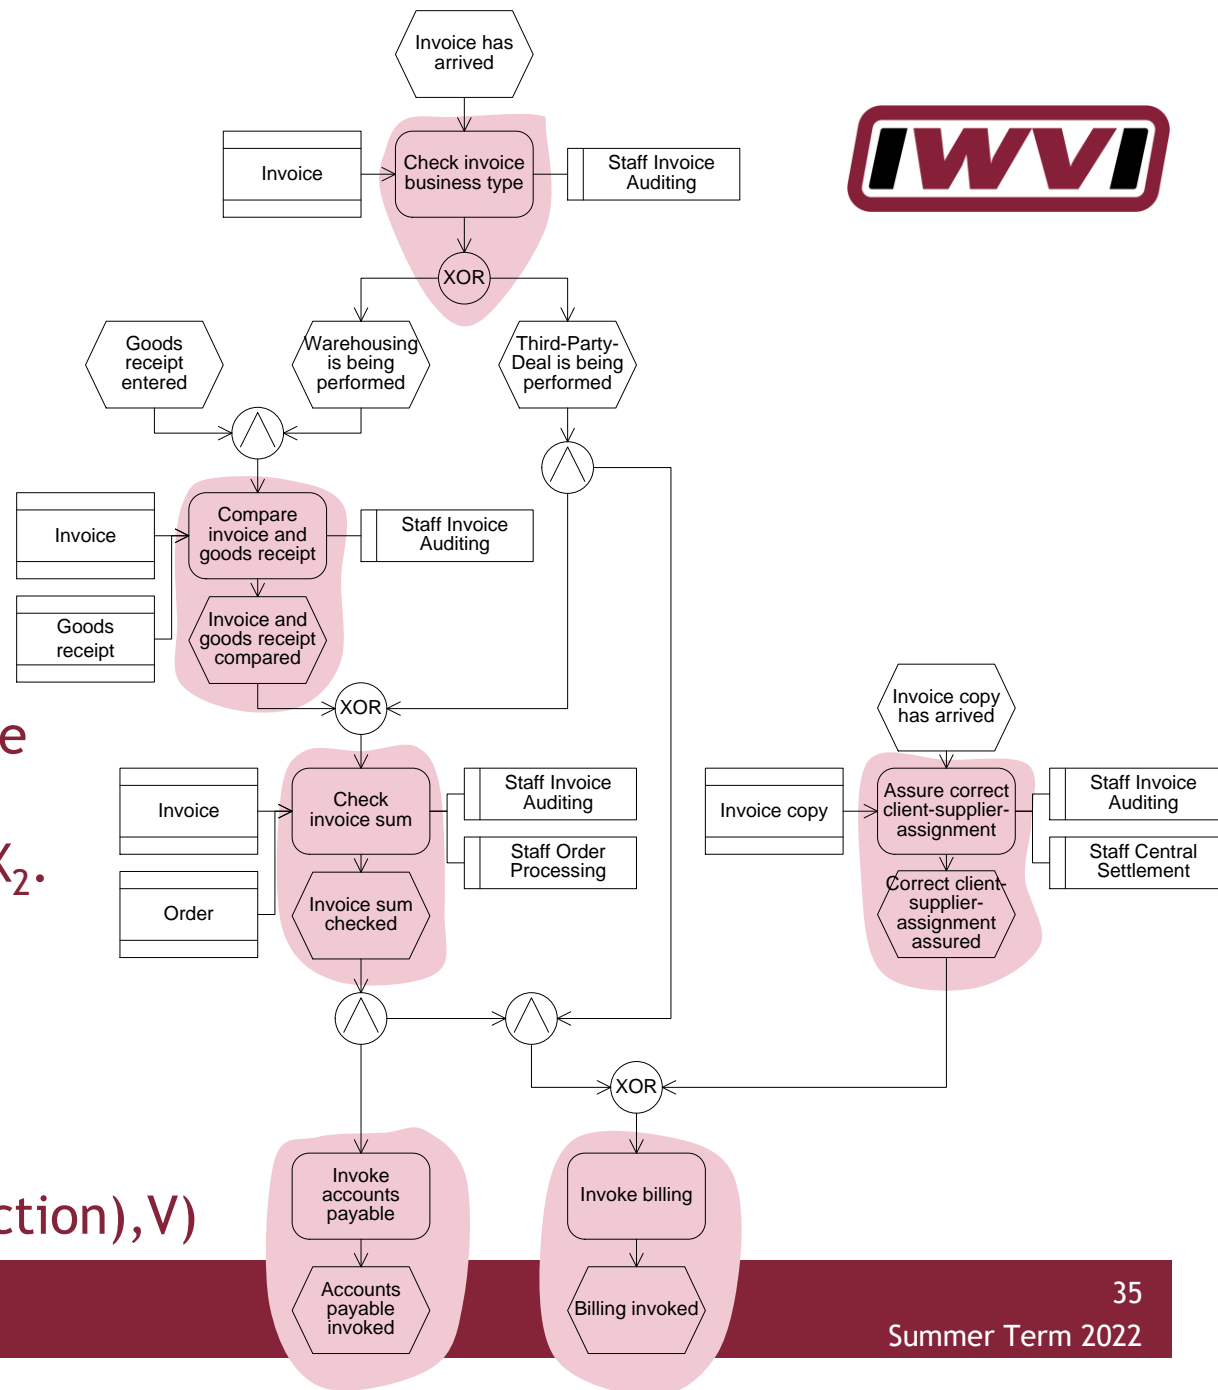 Invoice has
arrived
IWVI
Invoice
Check invoice
business type
Staff Invoice
Auditing
XOR
Goods
receipt
entered
Warehousing
is being
performed
Third-Party-
Deal is being
performed
Invoice
Compare
invoice and
goods receipt
Staff Invoice
Auditing
Goods
receipt
Invoice and
goods receipt
compared
XOR
Invoice copy
has arrived
e
Invoice
Check
invoice sum
Staff Invoice
Auditing
Invoice copy
Assure correct
client-supplier-
assignment
Staff Invoice
Auditing
X₂.
Staff Order
Processing
Staff Central
Settlement
Order
Invoice sum
checked
Correct client-
supplier-
assignment
assured
XOR
Invoke
accounts
payable
Invoke billing
ction),V)
Accounts
payable
invoked
Billing invoked
35
Summer Term 2022